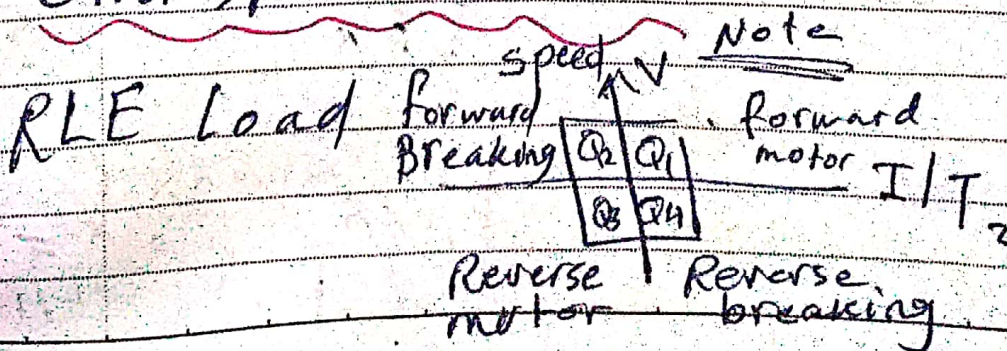 Note
speed V
RLE Load forward Breaking Q2 Q1 forward motor I/T
Q3 Q4
Reverse motor Reverse breaking